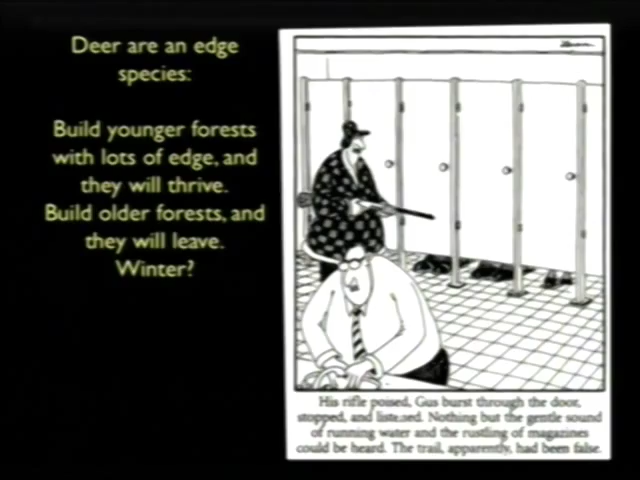 Deer are an edge
species:
Build younger forests
with lots of edge, and
they will thrive.
Build older forests, and
they will leave.
Winter?
His rifle poised, Gus burst through the door,
stopped, and listened. Nothing but the gentle sound
of running water and the rustling of magazines
could be heard. The trail, apparently, had been false.